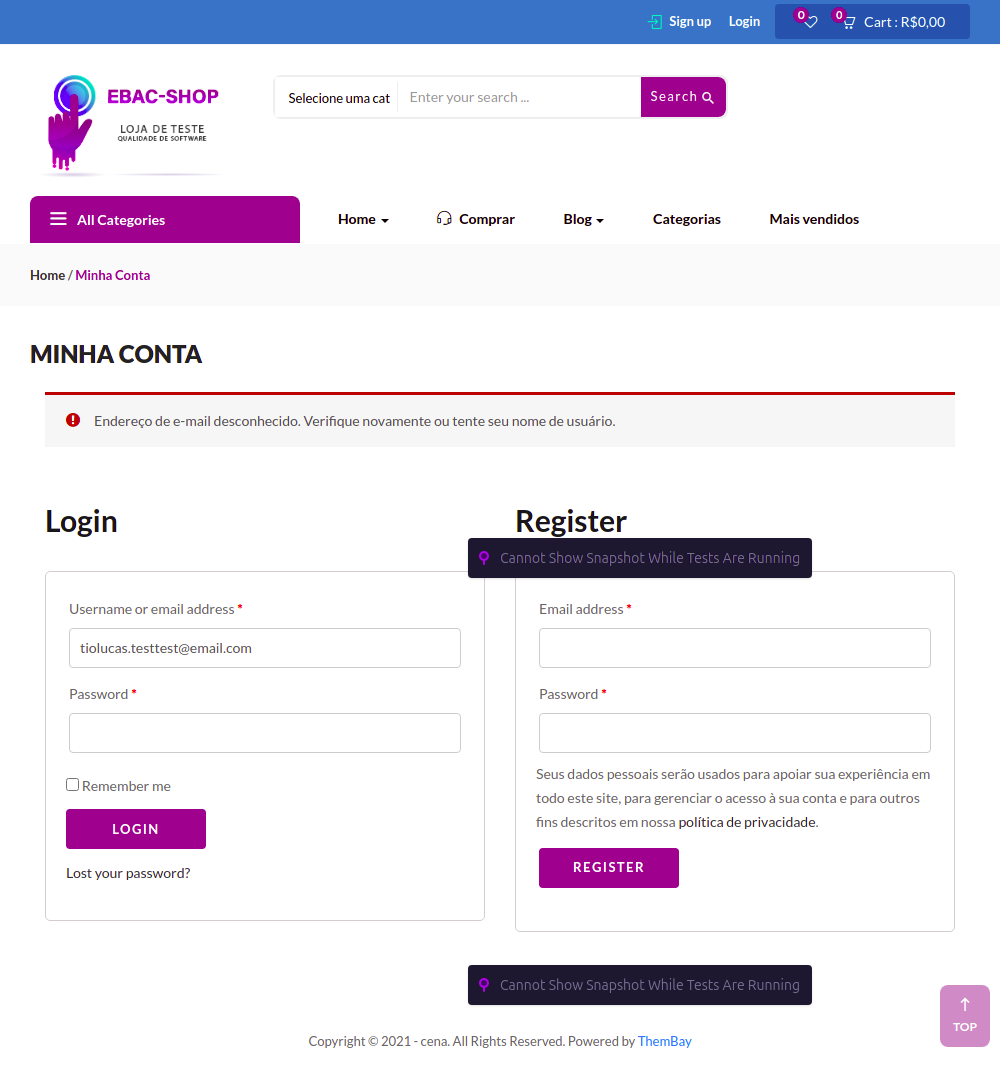 Sign up Login 0 0 Cart : R$0,00
EBAC-SHOP
LOJA DE TESTE
QUALIDADE DE SOFTWARE
Selecione uma cat Enter your search ... Search
All Categories Home Comprar Blog Categorias Mais vendidos
Home / Minha Conta
MINHA CONTA
Endereço de e-mail desconhecido. Verifique novamente ou tente seu nome de usuário.
Login
Register
Cannot Show Snapshot While Tests Are Running
Username or email address *
tiolucas.testtest@email.com
Password *
Remember me
LOGIN
Lost your password?
Email address *
Password *
Seus dados pessoais serão usados para apoiar sua experiência em
todo este site, para gerenciar o acesso à sua conta e para outros
fins descritos em nossa política de privacidade.
REGISTER
Cannot Show Snapshot While Tests Are Running
TOP
Copyright © 2021 - cena. All Rights Reserved. Powered by ThemBay